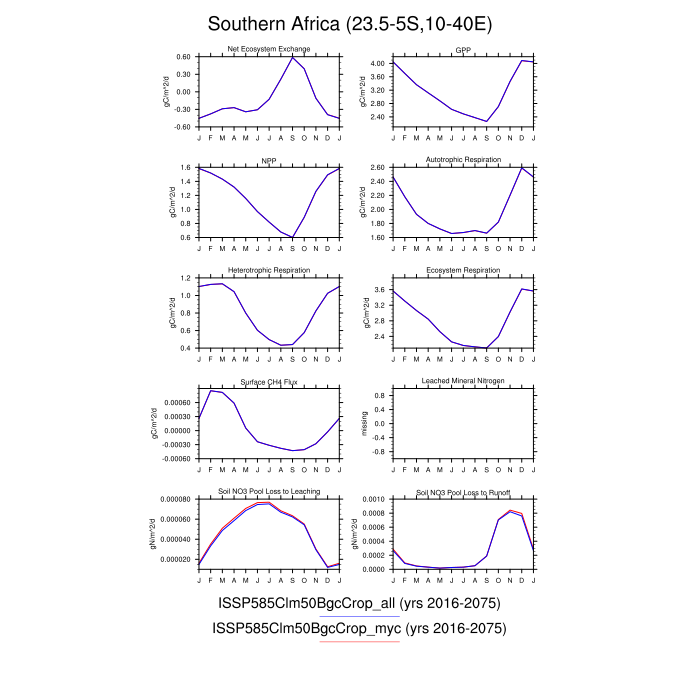 Southern Africa (23.5-5S,10-40E)
Net Ecosystem Exchange
gC/m^2/d
0.60
0.30
0.00
-0.30
-0.60
J F M A M J J A S O N D J
GPP
gC/m^2/d
4.00
3.60
3.20
2.80
2.40
J F M A M J J A S O N D J
NPP
gC/m^2/d
1.6
1.4
1.2
1.0
0.8
0.6
J F M A M J J A S O N D J
Autotrophic Respiration
gC/m^2/d
2.60
2.40
2.20
2.00
1.80
1.60
J F M A M J J A S O N D J
Heterotrophic Respiration
gC/m^2/d
1.2
1.0
0.8
0.6
0.4
J F M A M J J A S O N D J
Ecosystem Respiration
gC/m^2/d
3.6
3.2
2.8
2.4
J F M A M J J A S O N D J
Surface CH4 Flux
gC/m^2/d
0.00060
0.00030
0.00000
-0.00030
-0.00060
J F M A M J J A S O N D J
Leached Mineral Nitrogen
missing
0.8
0.4
0.0
-0.4
-0.8
J F M A M J J A S O N D J
Soil NO3 Pool Loss to Leaching
gN/m^2/d
0.000080
0.000060
0.000040
0.000020
J F M A M J J A S O N D J
Soil NO3 Pool Loss to Runoff
gN/m^2/d
0.0010
0.0008
0.0006
0.0004
0.0002
0.0000
J F M A M J J A S O N D J
ISSP585Clm50BgcCrop_all (yrs 2016-2075)
ISSP585Clm50BgcCrop_myc (yrs 2016-2075)